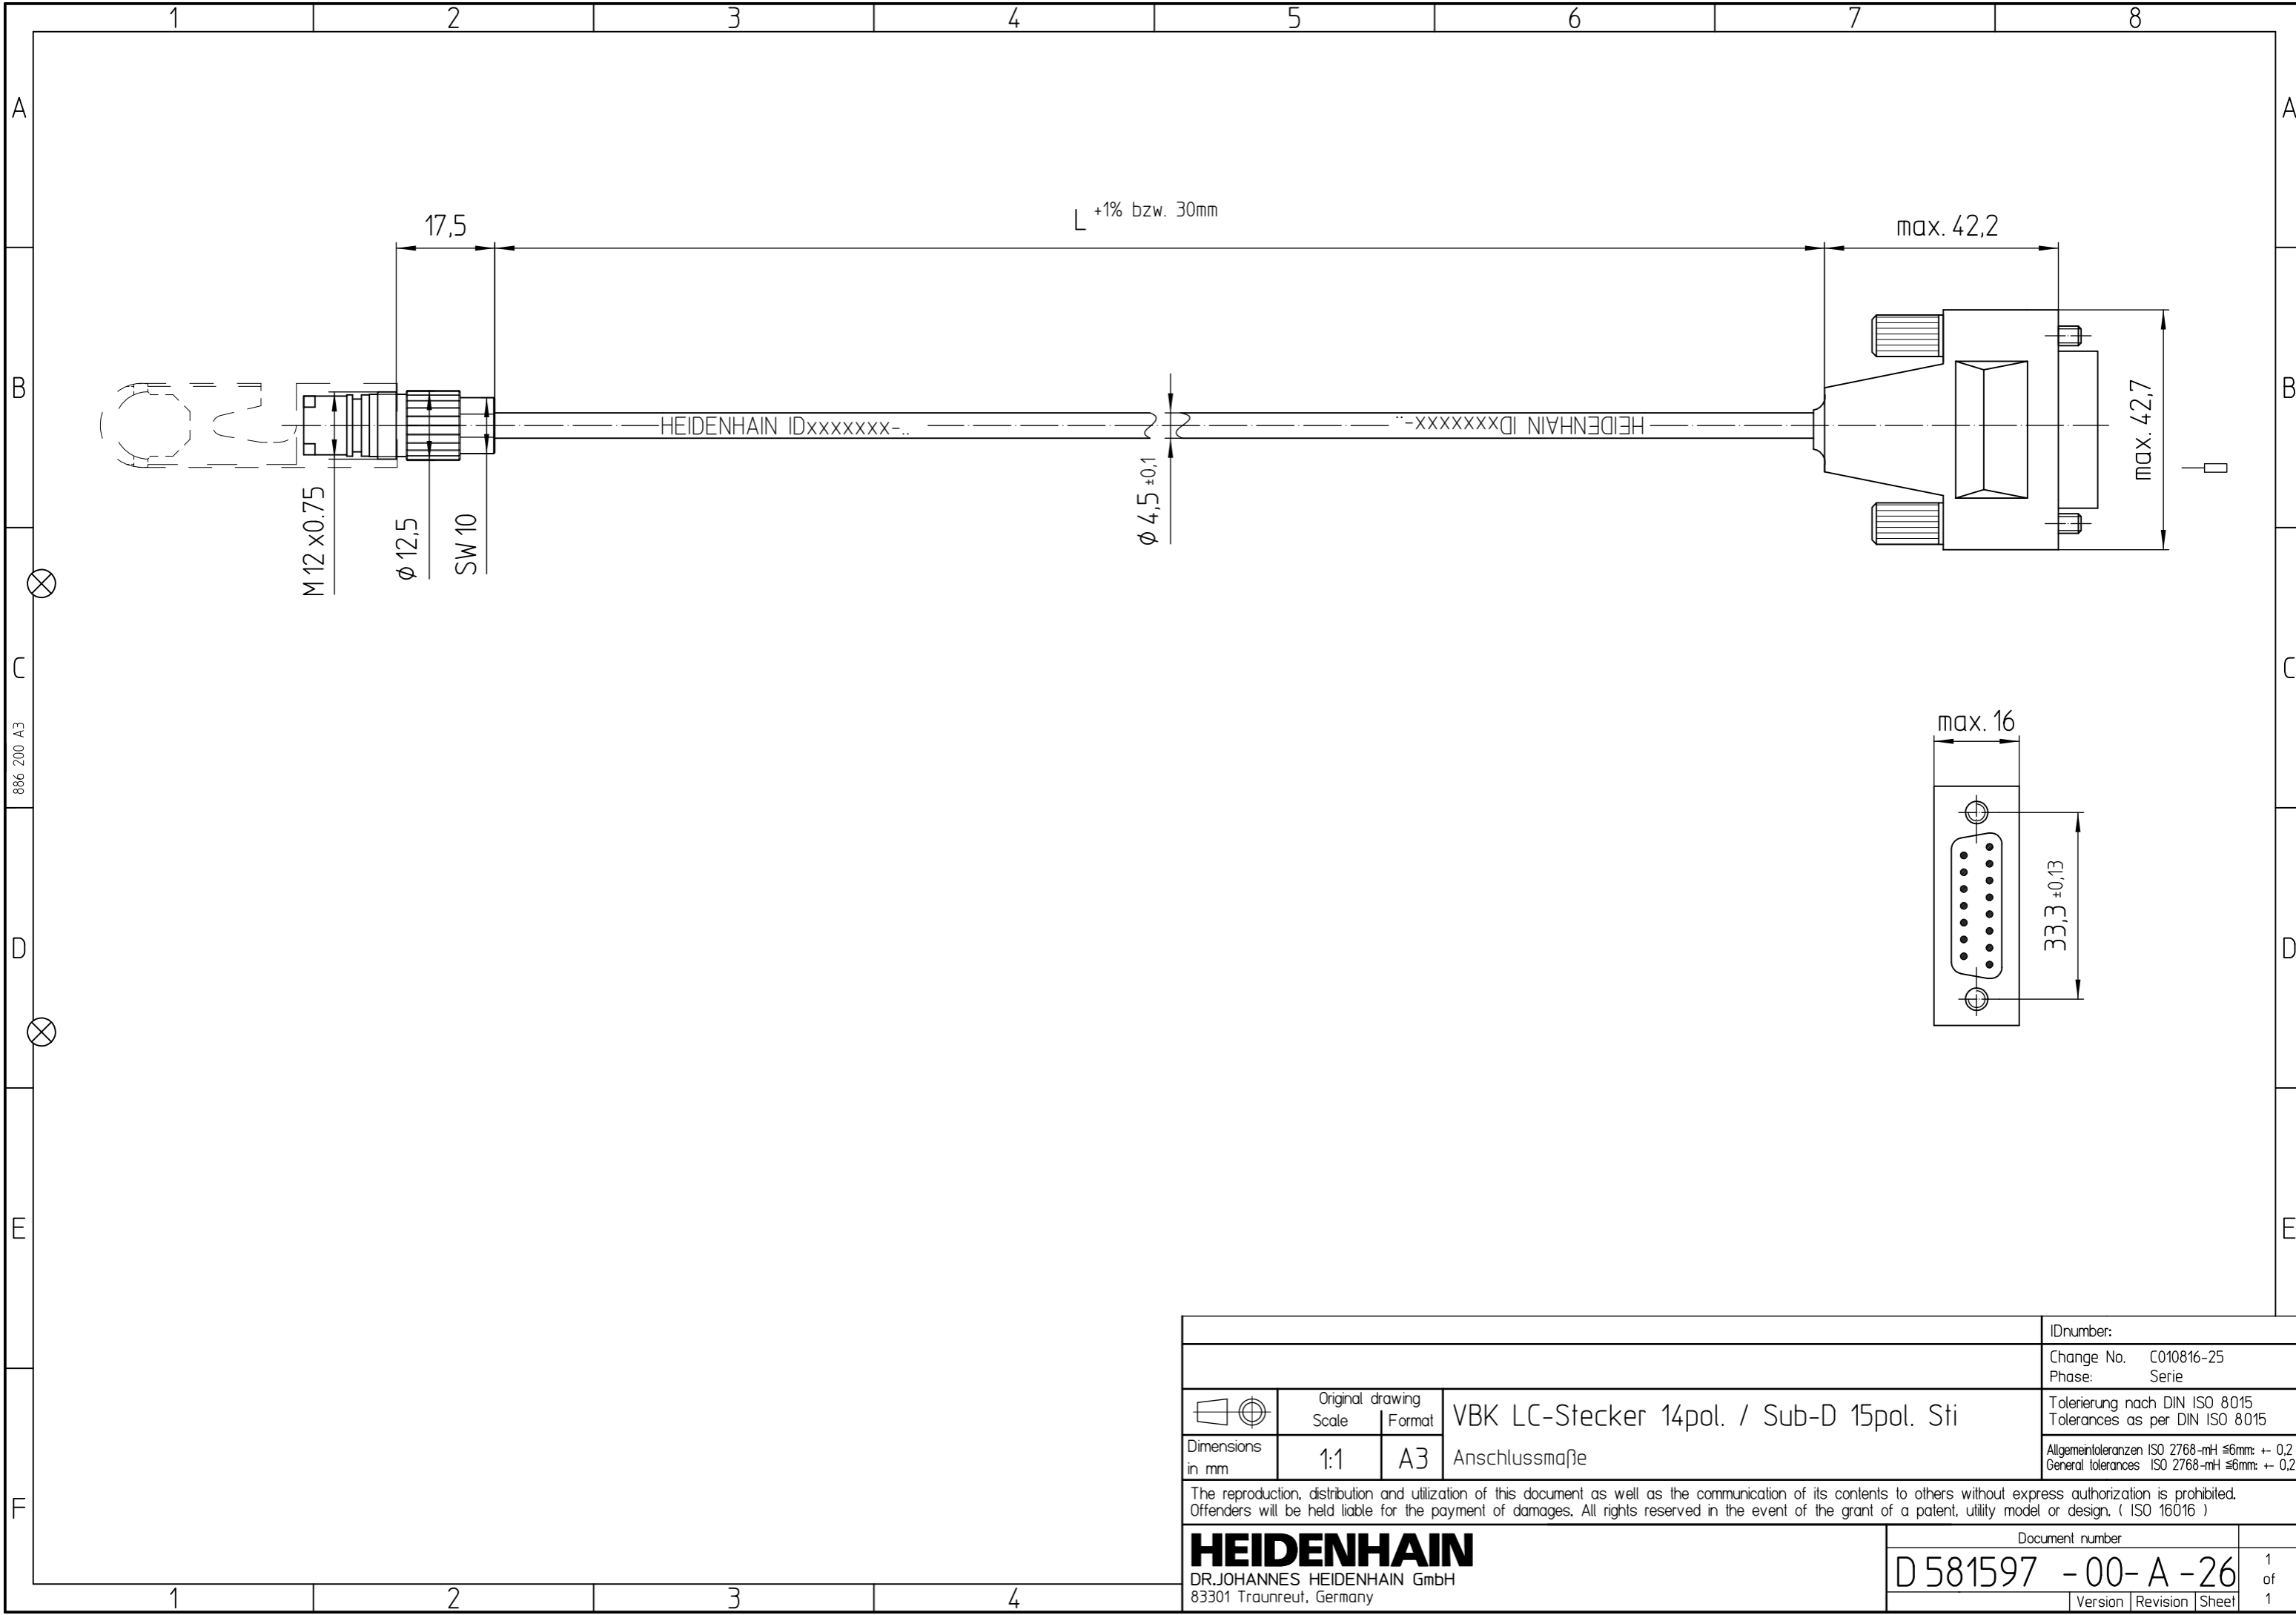 1 2 3 4 5 6 7 8
A A
L +1% bzw. 30mm
17,5
max. 42,2
B B
HEIDENHAIN IDxxxxxxx-..
HEIDENHAIN IDxxxxxxx-..
M 12 x0.75
ϕ 12,5
SW 10
ϕ 4,5 ±0,1
max. 42,7
C C
886 200 A3
max. 16
33,3 ±0,13
D D
E E
F
IDnumber:
Change No. C010816-25
Phase: Serie
Original drawing
Scale Format
VBK LC-Stecker 14pol. / Sub-D 15pol. Sti
Tolerierung nach DIN ISO 8015
Tolerances as per DIN ISO 8015
Dimensions
in mm
1:1 A3
Anschlussmaße
Allgemeintoleranzen ISO 2768-mH ≤6mm: +- 0,2
General tolerances ISO 2768-mH ≤6mm: +- 0,2
The reproduction, distribution and utilization of this document as well as the communication of its contents to others without express authorization is prohibited.
Offenders will be held liable for the payment of damages. All rights reserved in the event of the grant of a patent, utility model or design. ( ISO 16016 )
HEIDENHAIN
DR.JOHANNES HEIDENHAIN GmbH
83301 Traunreut, Germany
Document number
D 581597 - 00 - A - 26
Version Revision Sheet
1
of
1
1 2 3 4